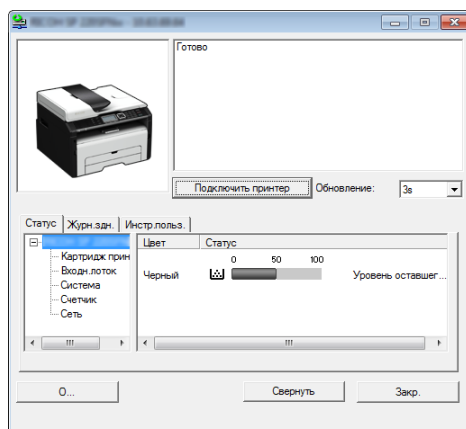 Готово
Подключить принтер
Обновление:
3s
Статус
Журн.здн.
Инстр.польз.
Картридж прин
Входн.лоток
Система
Счетчик
Сеть
Цвет Статус
0 50 100
Черный Уровень оставшег...
О...
Свернуть
Закр.